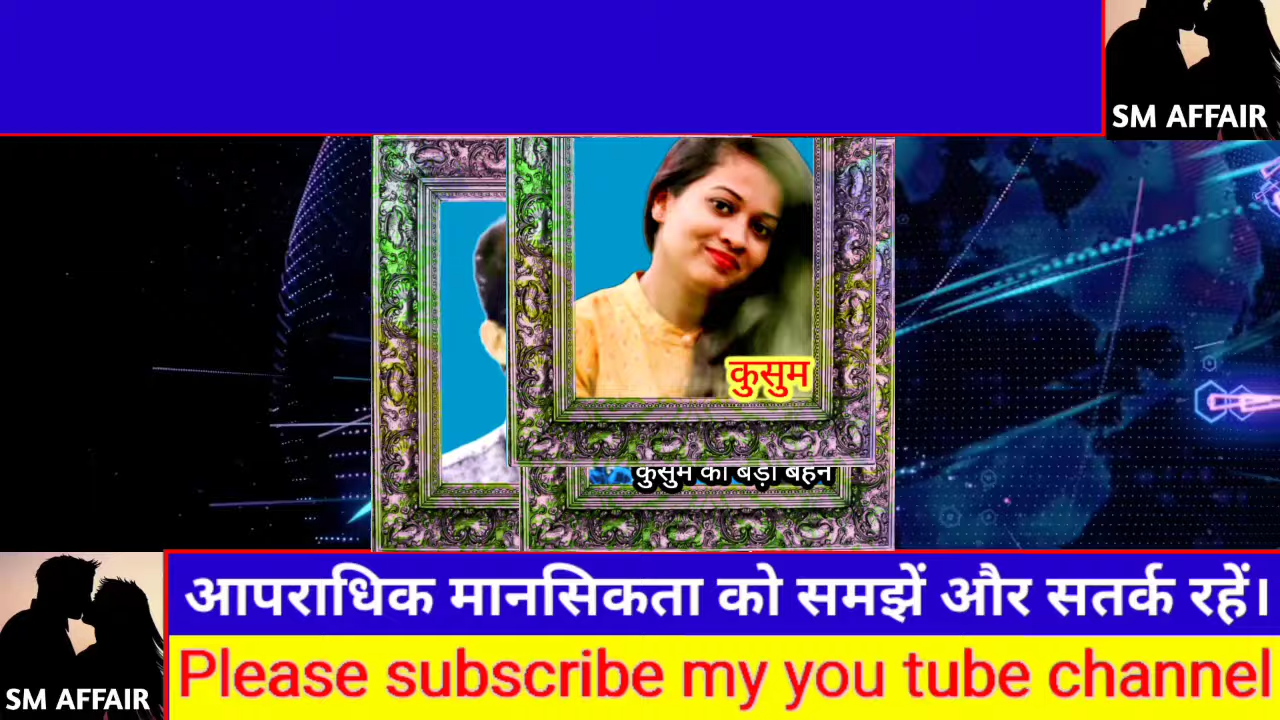 SM AFFAIR
कुसुम
कुसुम की बड़ी बहन
आपराधिक मानसिकता को समझें और सतर्क रहें।
Please subscribe my you tube channel
SM AFFAIR